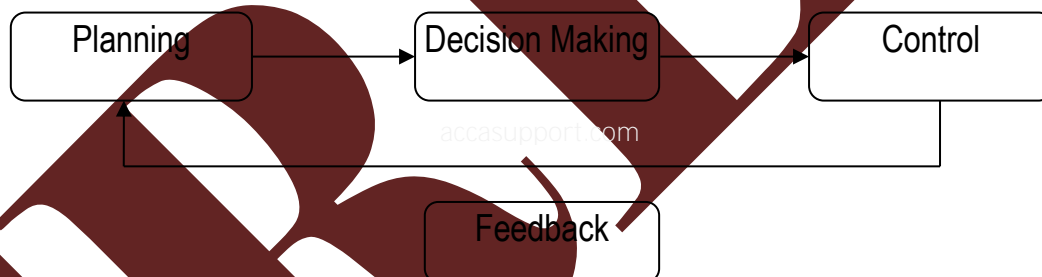 Planning
Decision Making
Control
accasupport.com
Feedback